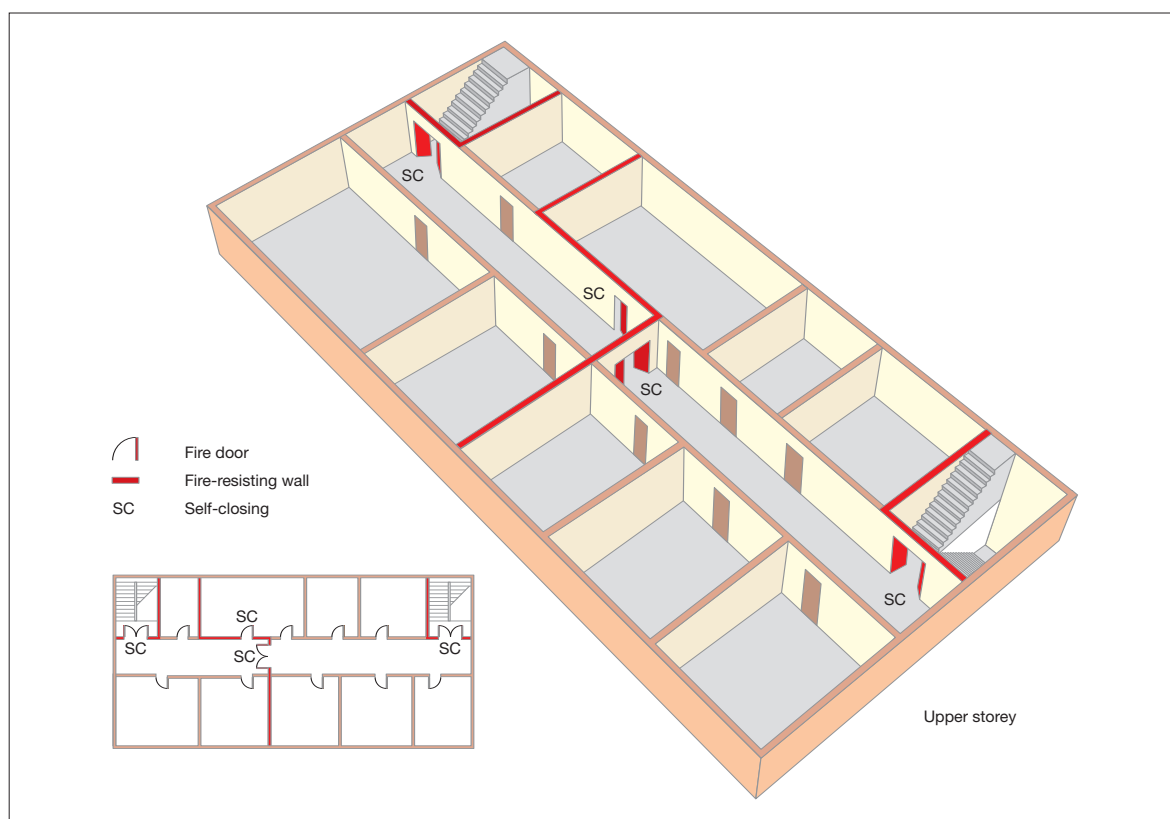 SC
SC
SC
Fire door
Fire-resisting wall
SC Self-closing
SC
SC
SC
SC
SC
Upper storey